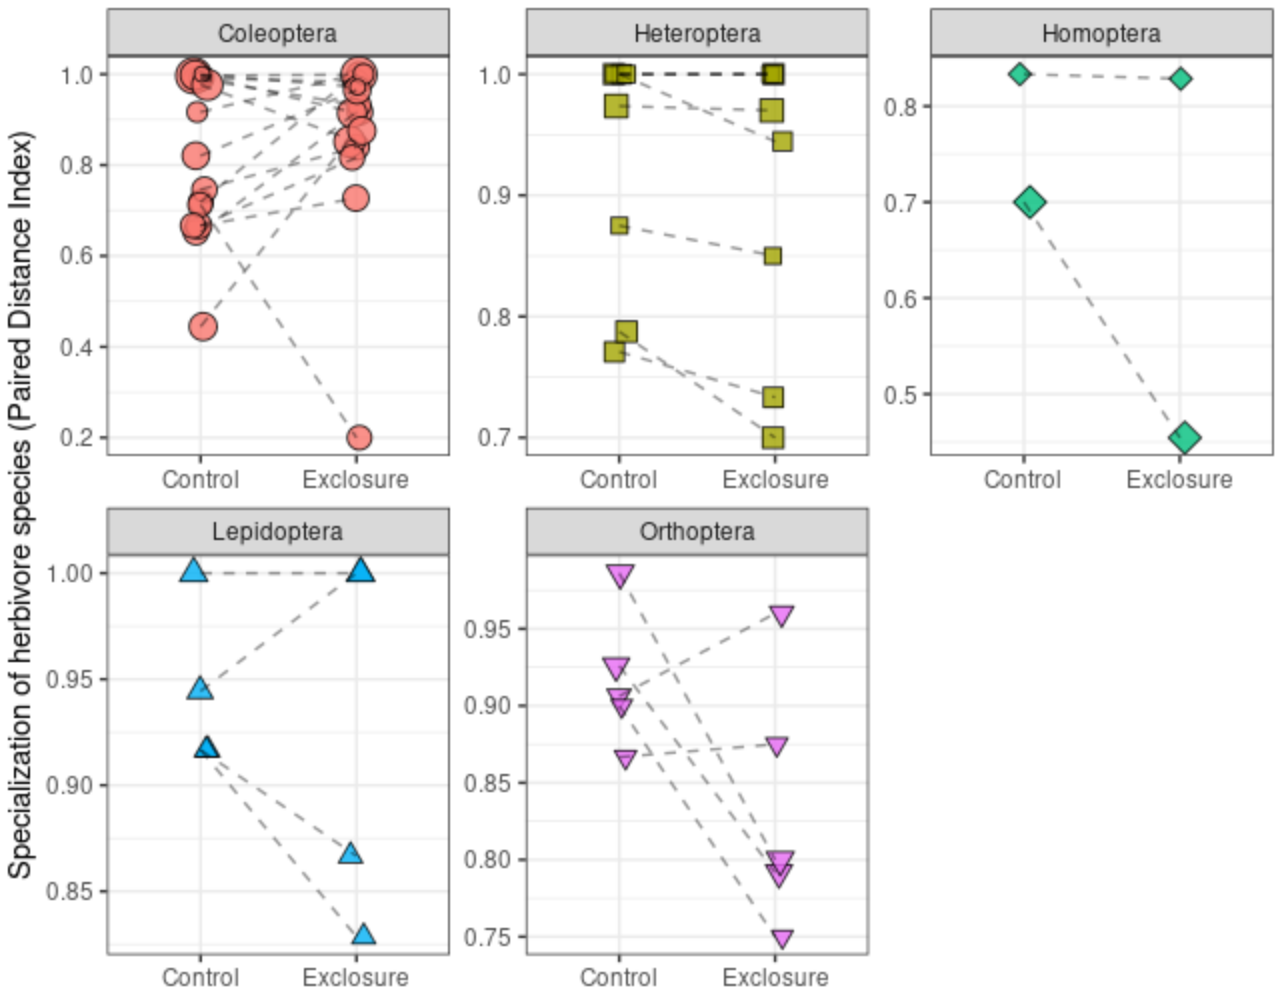 Specialization of herbivore species (Paired Distance Index)
Coleoptera
1.0
0.8
0.6
0.4
0.2
Control Exclosure
Heteroptera
1.0
0.9
0.8
0.7
Control Exclosure
Homoptera
0.8
0.7
0.6
0.5
Control Exclosure
Lepidoptera
1.00
0.95
0.90
0.85
Control Exclosure
Orthoptera
0.95
0.90
0.85
0.80
0.75
Control Exclosure